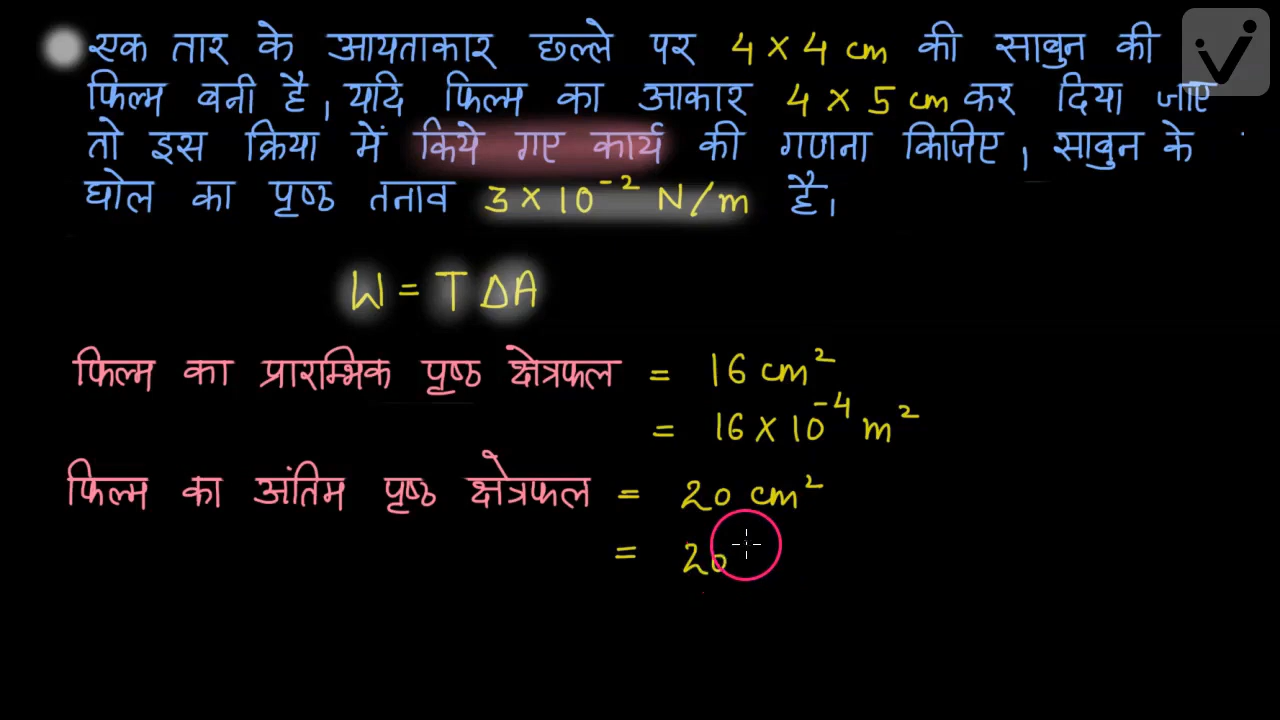 एक तार के आयताकार छल्ले पर 4 × 4 cm की साबुन की
फिल्म बनी है, यदि फिल्म का आकार 4 × 5 cm कर दिया जाए
तो इस क्रिया में किये गए कार्य की गणना किजिए, साबुन के
घोल का पृष्ठ तनाव 3 × 10⁻² N/m है।
W = T ΔA
फिल्म का प्रारम्भिक पृष्ठ क्षेत्रफल = 16 cm²
= 16 × 10⁻⁴ m²
फिल्म का अंतिम पृष्ठ क्षेत्रफल = 20 cm²
= 20